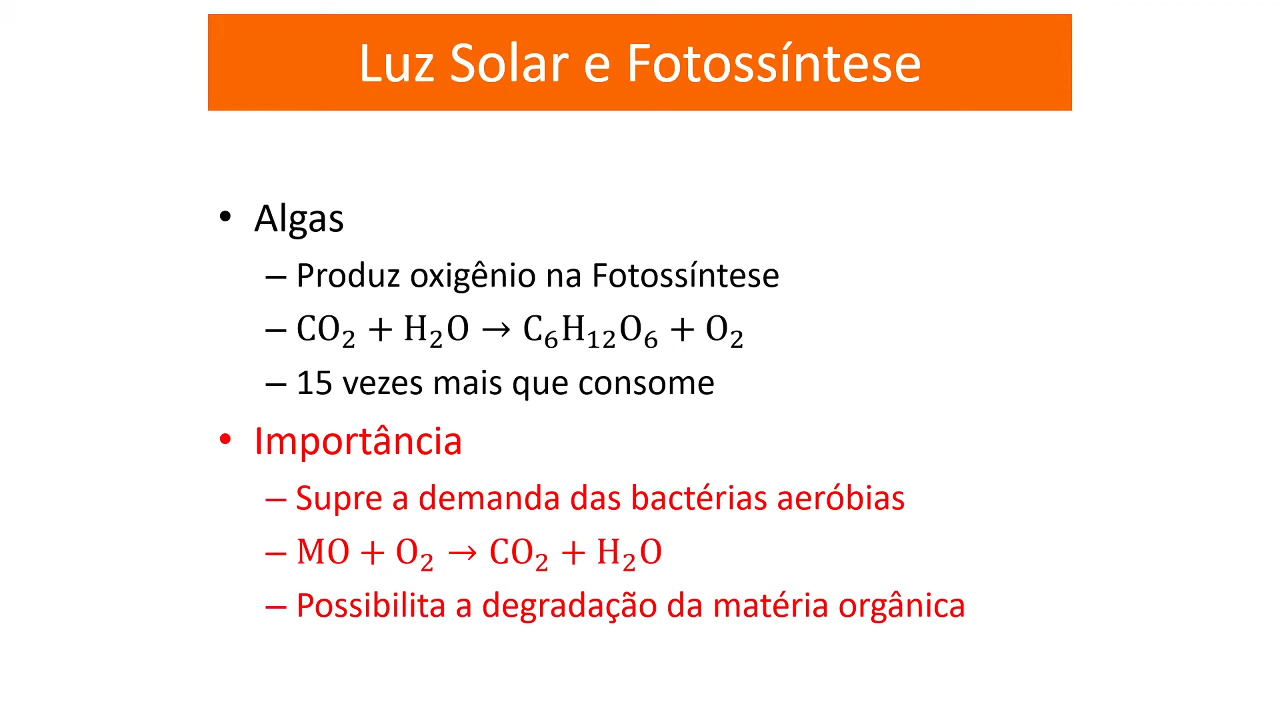 Luz Solar e Fotossíntese
• Algas
– Produz oxigênio na Fotossíntese
– CO₂ + H₂O → C₆H₁₂O₆ + O₂
– 15 vezes mais que consome
• Importância
– Supre a demanda das bactérias aeróbias
– MO + O₂ → CO₂ + H₂O
– Possibilita a degradação da matéria orgânica